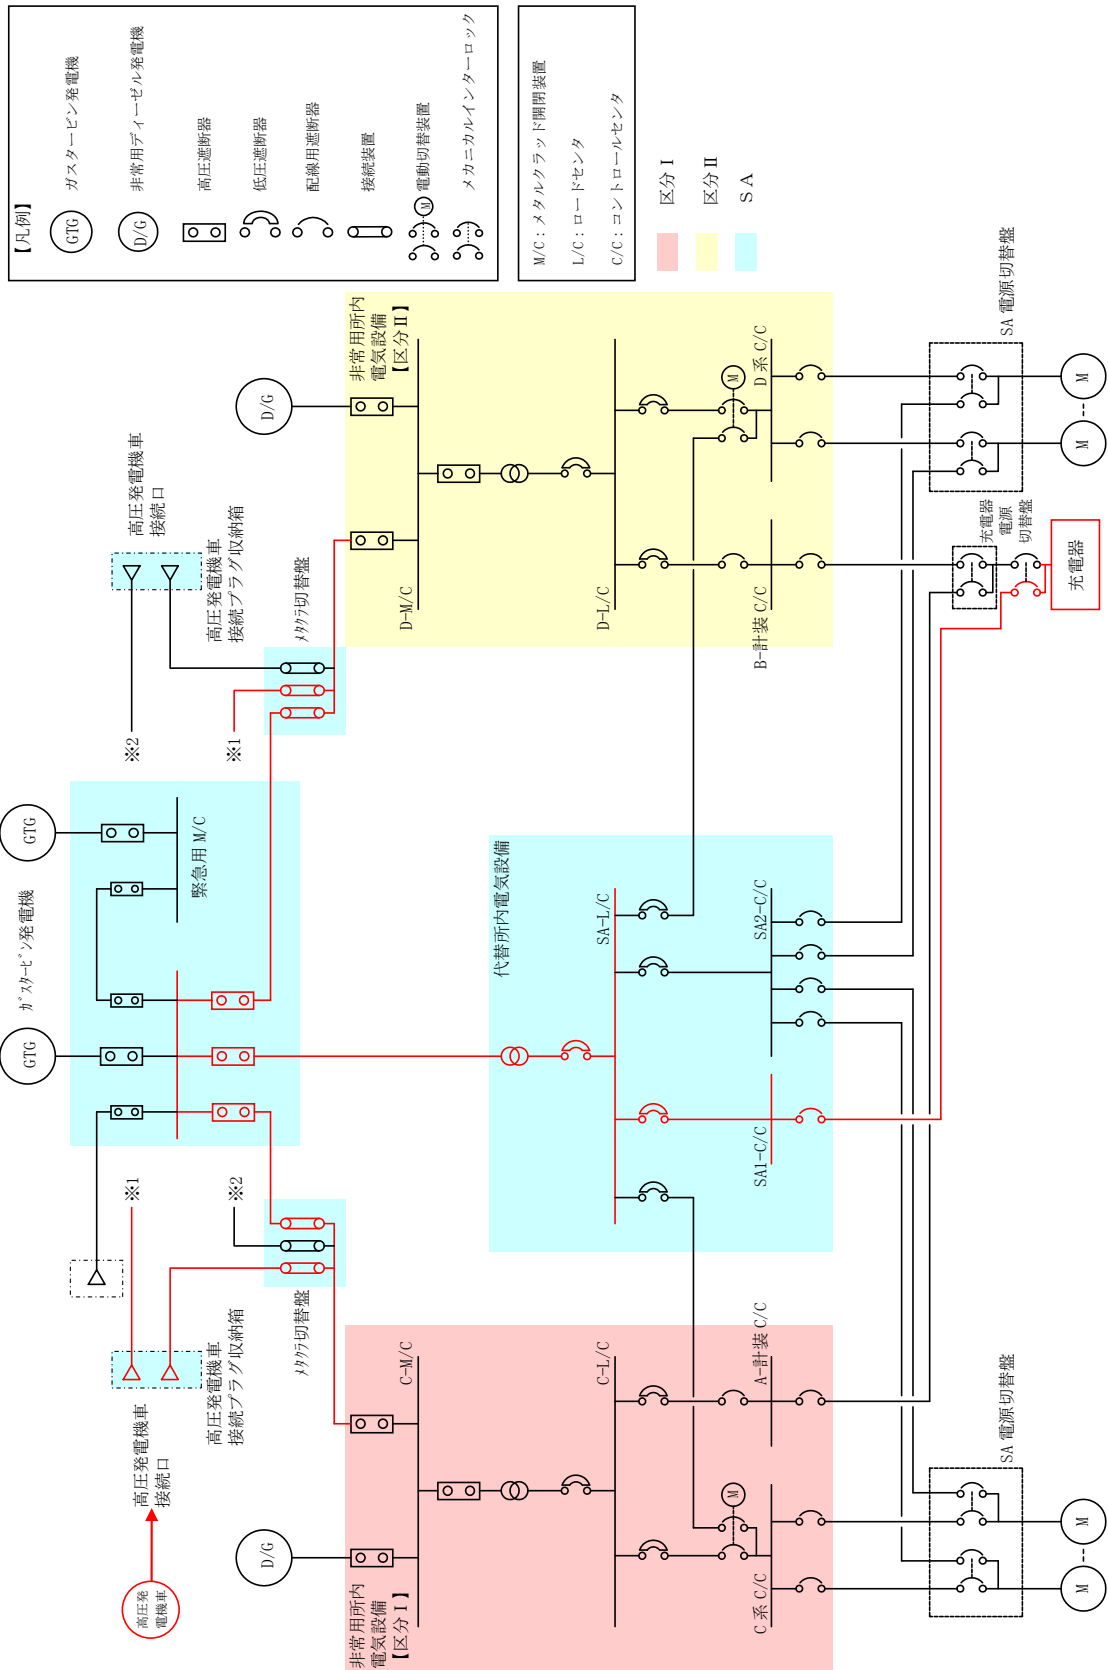 【凡例】
GTG
ガスタービン発電機
D/G
非常用ディーゼル発電機
高圧遮断器
低圧遮断器
配線用遮断器
接続装置
M
電動切替装置
メカニカルインターロック
M/C：メタルクラッド開閉装置
L/C：ロードセンタ
C/C：コントロールセンタ
区分Ⅰ
区分Ⅱ
ＳＡ
高圧発
電機車
高圧発電機車
接続口
高圧発電機車
接続プラグ収納箱
※1
※2
ﾒﾀｸﾗ切替盤
GTG
ｶﾞｽﾀｰﾋﾞﾝ発電機
GTG
緊急用 M/C
※2
※1
高圧発電機車
接続口
高圧発電機車
接続プラグ収納箱
ﾒﾀｸﾗ切替盤
D/G
非常用所内
電気設備
【区分Ⅰ】
C-M/C
C-L/C
M
C 系 C/C
A-計装 C/C
代替所内電気設備
SA-L/C
SA1-C/C
SA2-C/C
D/G
非常用所内
電気設備
【区分Ⅱ】
D-M/C
D-L/C
M
B-計装 C/C
D 系 C/C
SA 電源切替盤
M
M
充電器
電源
切替盤
充電器
SA 電源切替盤
M
M